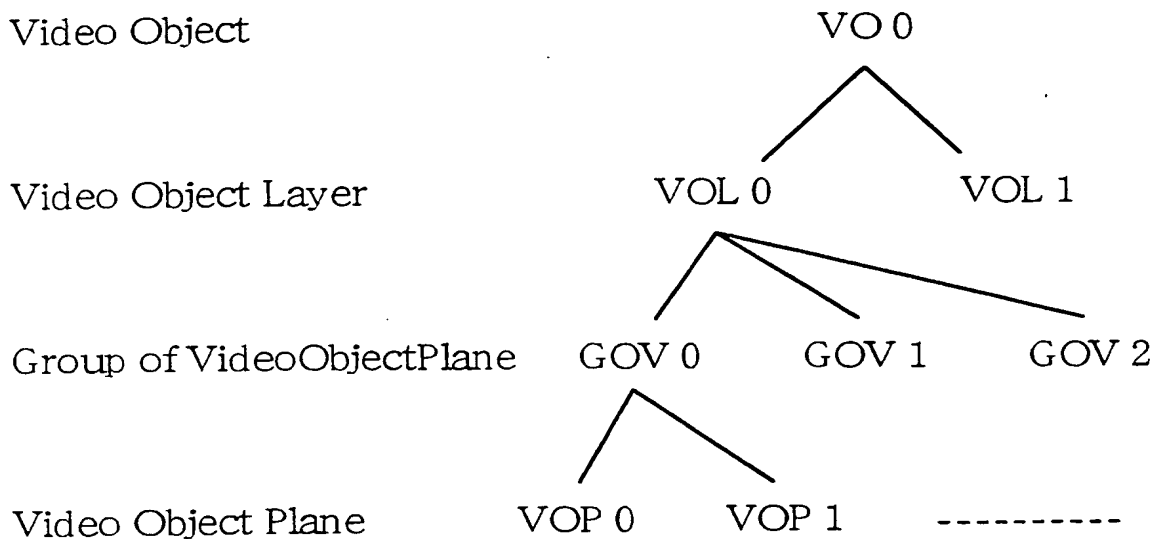 Video Object VO 0
Video Object Layer VOL 0 VOL 1
Group of VideoObjectPlane GOV 0 GOV 1 GOV 2
Video Object Plane VOP 0 VOP 1 ----------